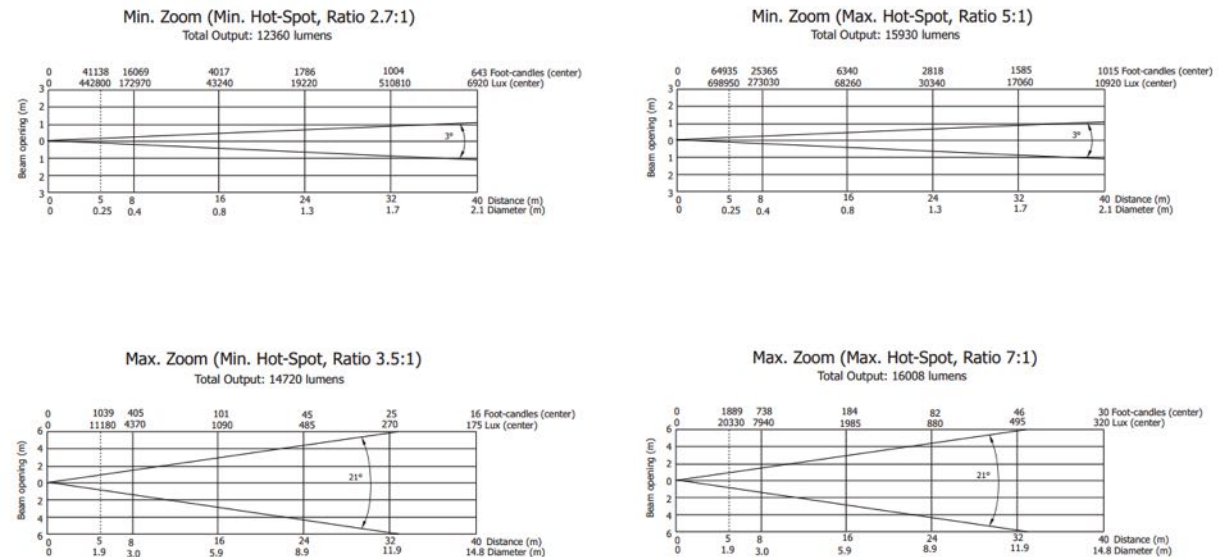 Min. Zoom (Min. Hot-Spot, Ratio 2.7:1)
Total Output: 12360 lumens
0 41138 16069 4017 1786 1004 643 Foot-candles (center)
0 442800 172970 43240 19220 510810 6920 Lux (center)
3
2
1
0
1
2
3
Beam opening (m)
3°
0 5 8 16 24 32 40 Distance (m)
0 0.25 0.4 0.8 1.3 1.7 2.1 Diameter (m)
Min. Zoom (Max. Hot-Spot, Ratio 5:1)
Total Output: 15930 lumens
0 64935 25365 6340 2818 1585 1015 Foot-candles (center)
0 698950 273030 68260 30340 17060 10920 Lux (center)
3
2
1
0
1
2
3
Beam opening (m)
3°
0 5 8 16 24 32 40 Distance (m)
0 0.25 0.4 0.8 1.3 1.7 2.1 Diameter (m)
Max. Zoom (Min. Hot-Spot, Ratio 3.5:1)
Total Output: 14720 lumens
0 1039 405 101 45 25 16 Foot-candles (center)
0 11180 4370 1090 485 270 175 Lux (center)
6
4
2
0
2
4
6
Beam opening (m)
21°
0 5 8 16 24 32 40 Distance (m)
0 1.9 3.0 5.9 8.9 11.9 14.8 Diameter (m)
Max. Zoom (Max. Hot-Spot, Ratio 7:1)
Total Output: 16008 lumens
0 1889 738 184 82 46 30 Foot-candles (center)
0 20330 7940 1985 880 495 320 Lux (center)
6
4
2
0
2
4
6
Beam opening (m)
21°
0 5 8 16 24 32 40 Distance (m)
0 1.9 3.0 5.9 8.9 11.9 14.8 Diameter (m)